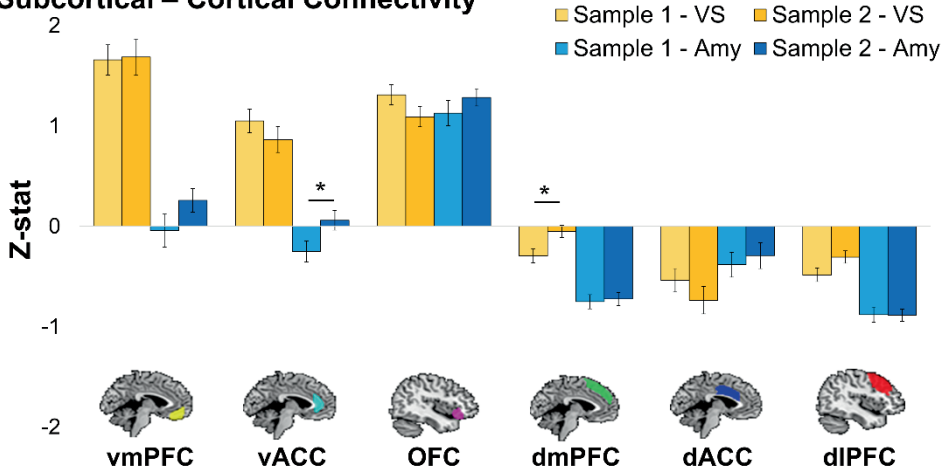 Subcortical – Cortical Connectivity
Sample 1 - VS
Sample 2 - VS
Sample 1 - Amy
Sample 2 - Amy
2
1
0
-1
-2
Z-stat
*
*
vmPFC
vACC
OFC
dmPFC
dACC
dlPFC